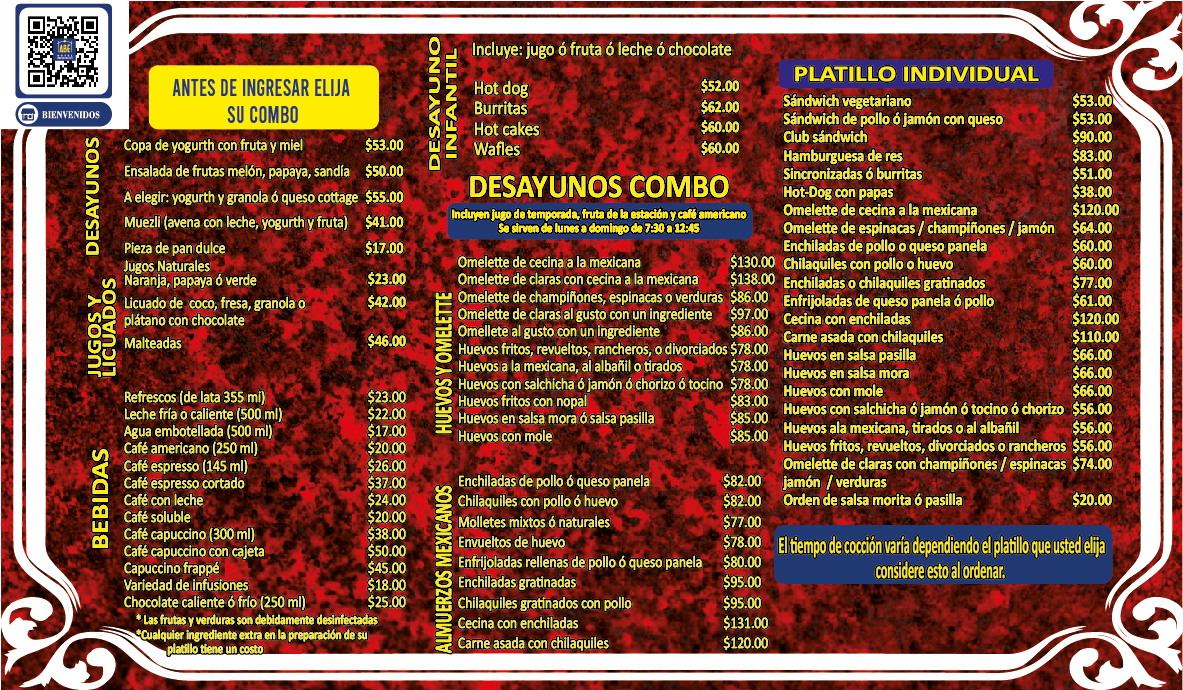 ABE
BIENVENIDOS
ANTES DE INGRESAR ELIJA
SU COMBO
DESAYUNOS
Copa de yogurth con fruta y miel $53.00
Ensalada de frutas melón, papaya, sandía $50.00
A elegir: yogurth y granola ó queso cottage $55.00
Muezli (avena con leche, yogurth y fruta) $41.00
Pieza de pan dulce $17.00
JUGOS Y
LICUADOS
Jugos Naturales
Naranja, papaya ó verde $23.00
Licuado de coco, fresa, granola o $42.00
plátano con chocolate
Malteadas $46.00
BEBIDAS
Refrescos (de lata 355 ml) $23.00
Leche fría o caliente (500 ml) $22.00
Agua embotellada (500 ml) $17.00
Café americano (250 ml) $20.00
Café espresso (145 ml) $26.00
Café espresso cortado $37.00
Café con leche $24.00
Café soluble $20.00
Café capuccino (300 ml) $38.00
Café capuccino con cajeta $50.00
Capuccino frappé $45.00
Variedad de infusiones $18.00
Chocolate caliente ó frío (250 ml) $25.00
* Las frutas y verduras son debidamente desinfectadas
*Cualquier ingrediente extra en la preparación de su
platillo tiene un costo
DESAYUNO
INFANTIL
Incluye: jugo ó fruta ó leche ó chocolate
Hot dog $52.00
Burritas $62.00
Hot cakes $60.00
Wafles $60.00
DESAYUNOS COMBO
Incluyen jugo de temporada, fruta de la estación y café americano
Se sirven de lunes a domingo de 7:30 a 12:45
HUEVOS Y OMELETTE
Omelette de cecina a la mexicana $130.00
Omelette de claras con cecina a la mexicana $138.00
Omelette de champiñones, espinacas o verduras $86.00
Omelette de claras al gusto con un ingrediente $97.00
Omellete al gusto con un ingrediente $86.00
Huevos fritos, revueltos, rancheros, o divorciados $78.00
Huevos a la mexicana, al albañil o tirados $78.00
Huevos con salchicha ó jamón ó chorizo ó tocino $78.00
Huevos fritos con nopal $83.00
Huevos en salsa mora ó salsa pasilla $85.00
Huevos con mole $85.00
ALMUERZOS MEXICANOS
Enchiladas de pollo ó queso panela $82.00
Chilaquiles con pollo ó huevo $82.00
Molletes mixtos ó naturales $77.00
Envueltos de huevo $78.00
Enfrijoladas rellenas de pollo ó queso panela $80.00
Enchiladas gratinadas $95.00
Chilaquiles gratinados con pollo $95.00
Cecina con enchiladas $131.00
Carne asada con chilaquiles $120.00
PLATILLO INDIVIDUAL
Sándwich vegetariano $53.00
Sándwich de pollo ó jamón con queso $53.00
Club sándwich $90.00
Hamburguesa de res $83.00
Sincronizadas ó burritas $51.00
Hot-Dog con papas $38.00
Omelette de cecina a la mexicana $120.00
Omelette de espinacas / champiñones / jamón $64.00
Enchiladas de pollo o queso panela $60.00
Chilaquiles con pollo o huevo $60.00
Enchiladas o chilaquiles gratinados $77.00
Enfrijoladas de queso panela ó pollo $61.00
Cecina con enchiladas $120.00
Carne asada con chilaquiles $110.00
Huevos en salsa pasilla $66.00
Huevos en salsa mora $66.00
Huevos con mole $66.00
Huevos con salchicha ó jamón ó tocino ó chorizo $56.00
Huevos ala mexicana, tirados o al albañil $56.00
Huevos fritos, revueltos, divorciados o rancheros $56.00
Omelette de claras con champiñones / espinacas $74.00
jamón / verduras
Orden de salsa morita ó pasilla $20.00
El tiempo de cocción varía dependiendo el platillo que usted elija
considere esto al ordenar.